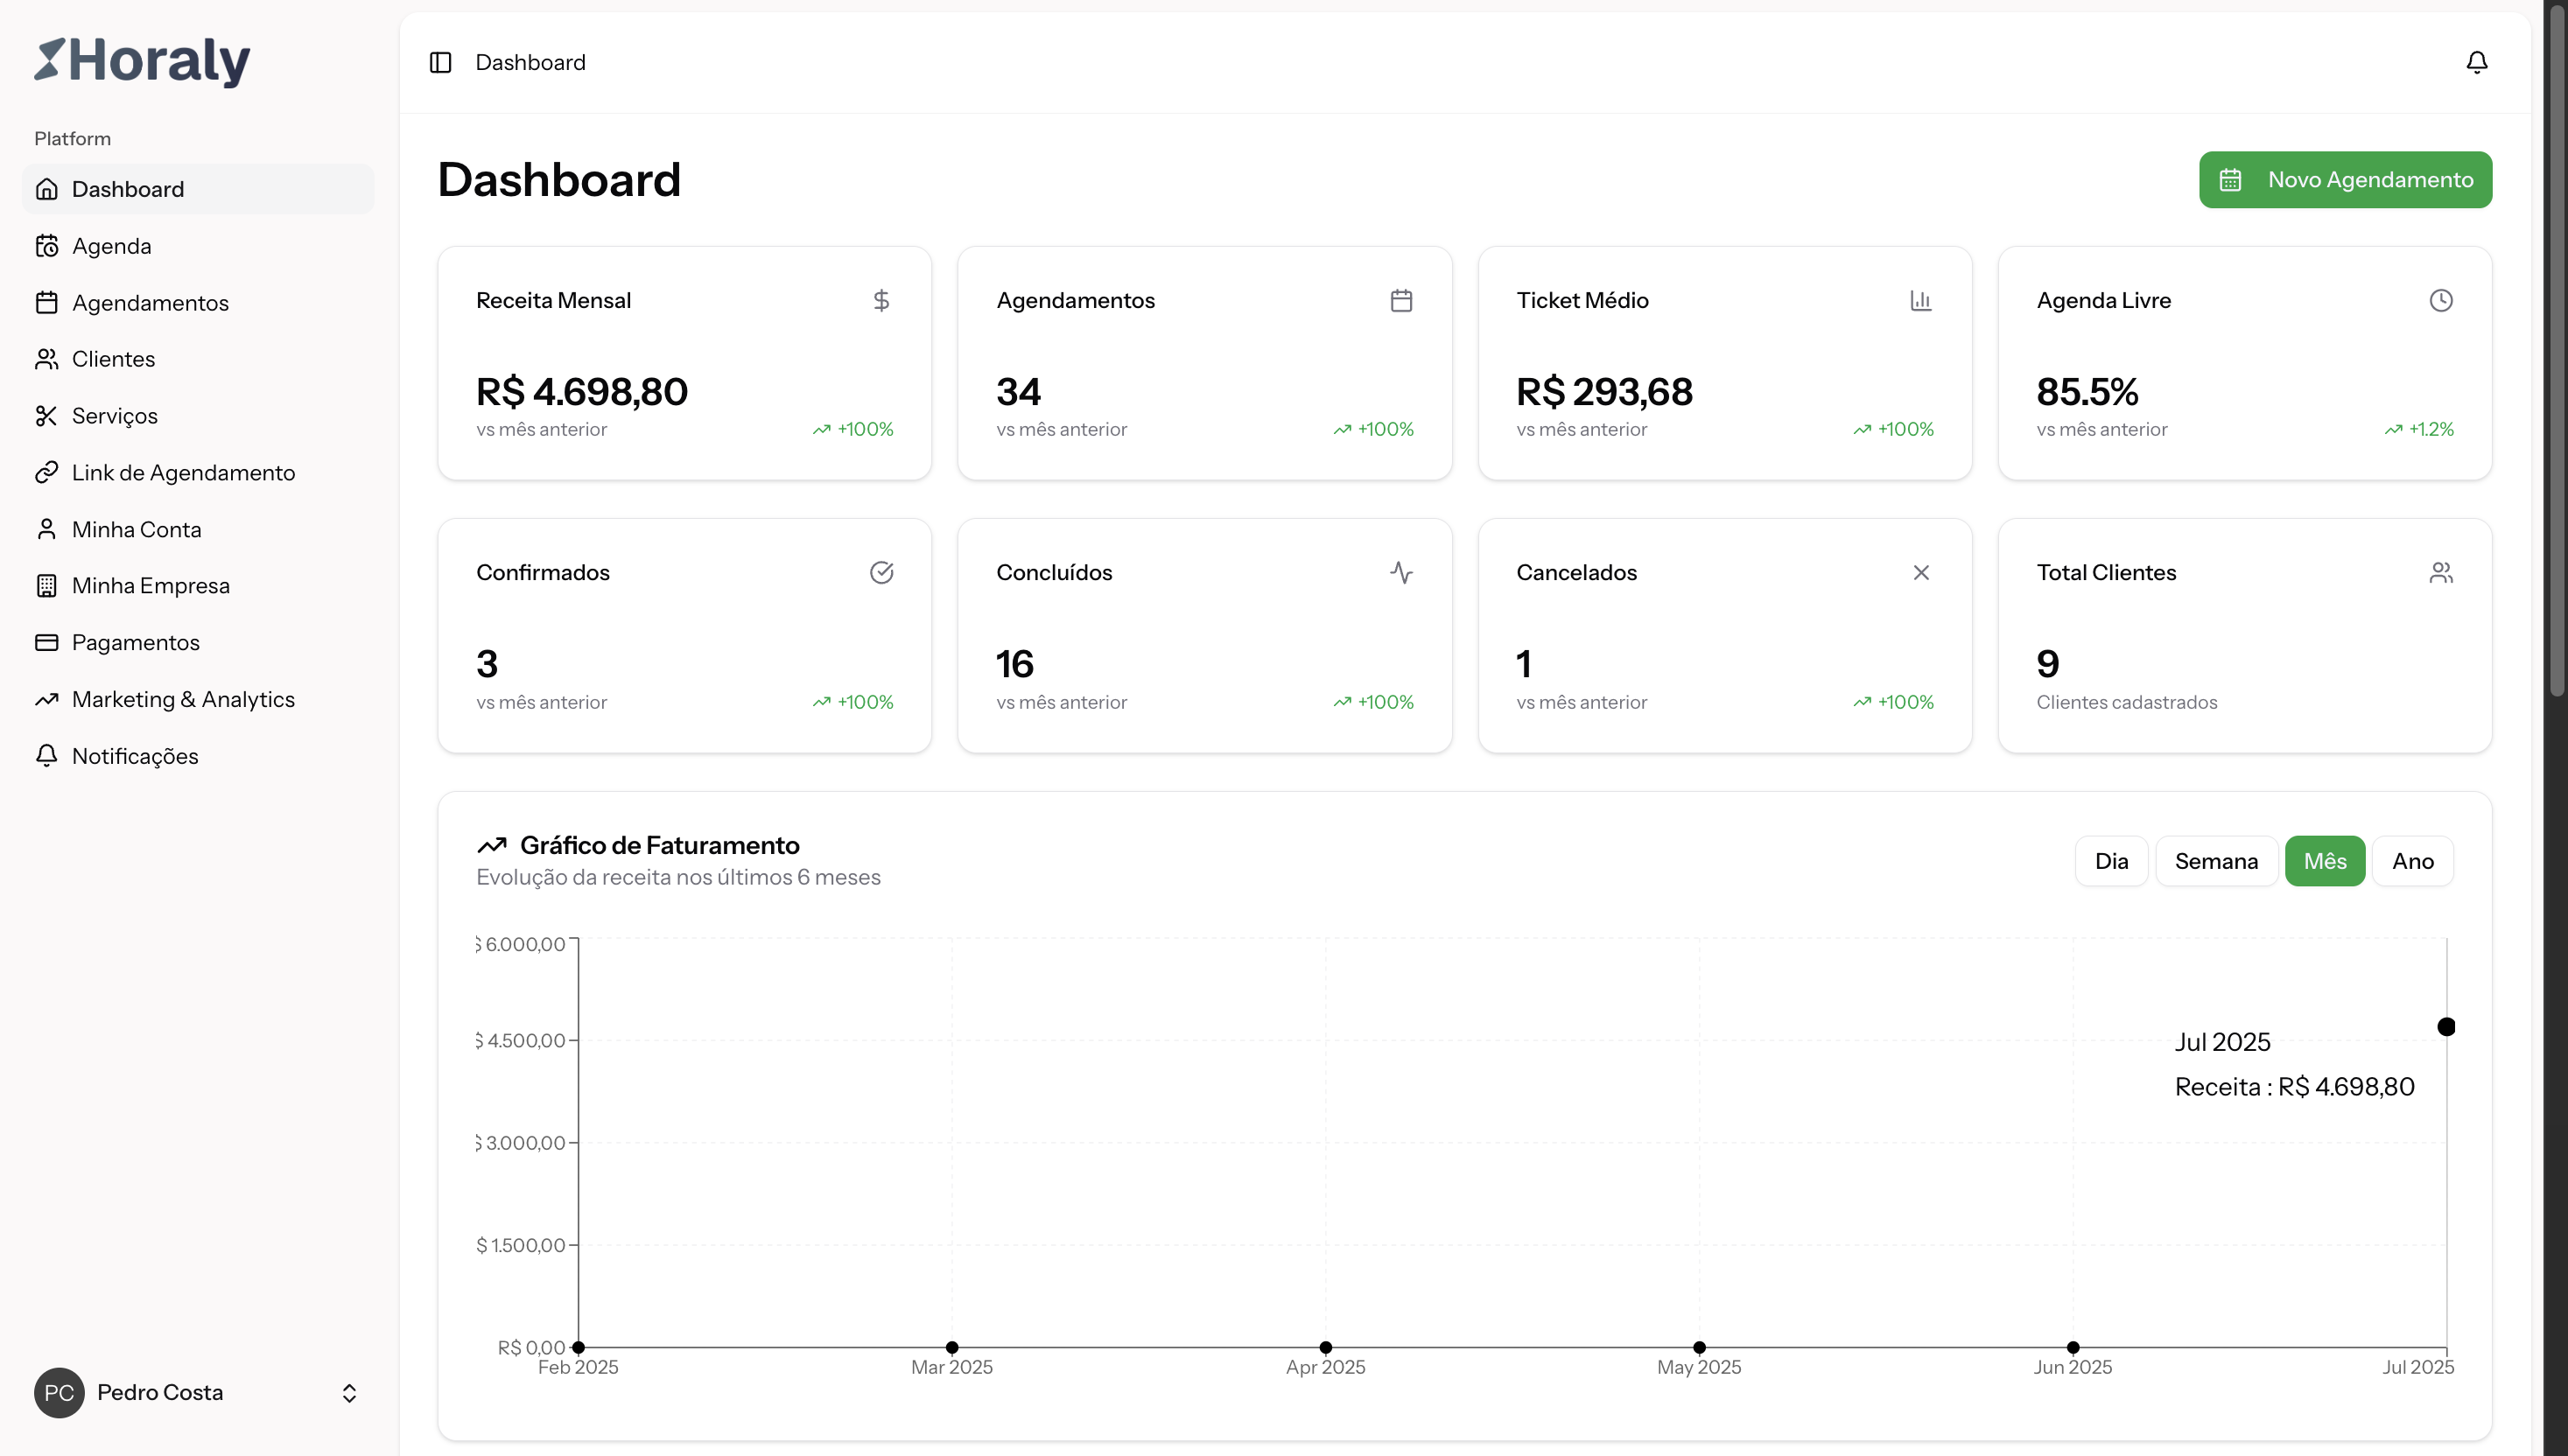 Horaly
Dashboard
Platform
Dashboard
Agenda
Agendamentos
Clientes
Serviços
Link de Agendamento
Minha Conta
Minha Empresa
Pagamentos
Marketing & Analytics
Notificações
PC Pedro Costa
Dashboard
Novo Agendamento
Receita Mensal
R$ 4.698,80
vs mês anterior +100%
Agendamentos
34
vs mês anterior +100%
Ticket Médio
R$ 293,68
vs mês anterior +100%
Agenda Livre
85.5%
vs mês anterior +1.2%
Confirmados
3
vs mês anterior +100%
Concluídos
16
vs mês anterior +100%
Cancelados
1
vs mês anterior +100%
Total Clientes
9
Clientes cadastrados
Gráfico de Faturamento
Evolução da receita nos últimos 6 meses
Dia Semana Mês Ano
$ 6.000,00
$ 4.500,00
$ 3.000,00
$ 1.500,00
R$ 0,00
Jul 2025
Receita : R$ 4.698,80
Feb 2025 Mar 2025 Apr 2025 May 2025 Jun 2025 Jul 2025